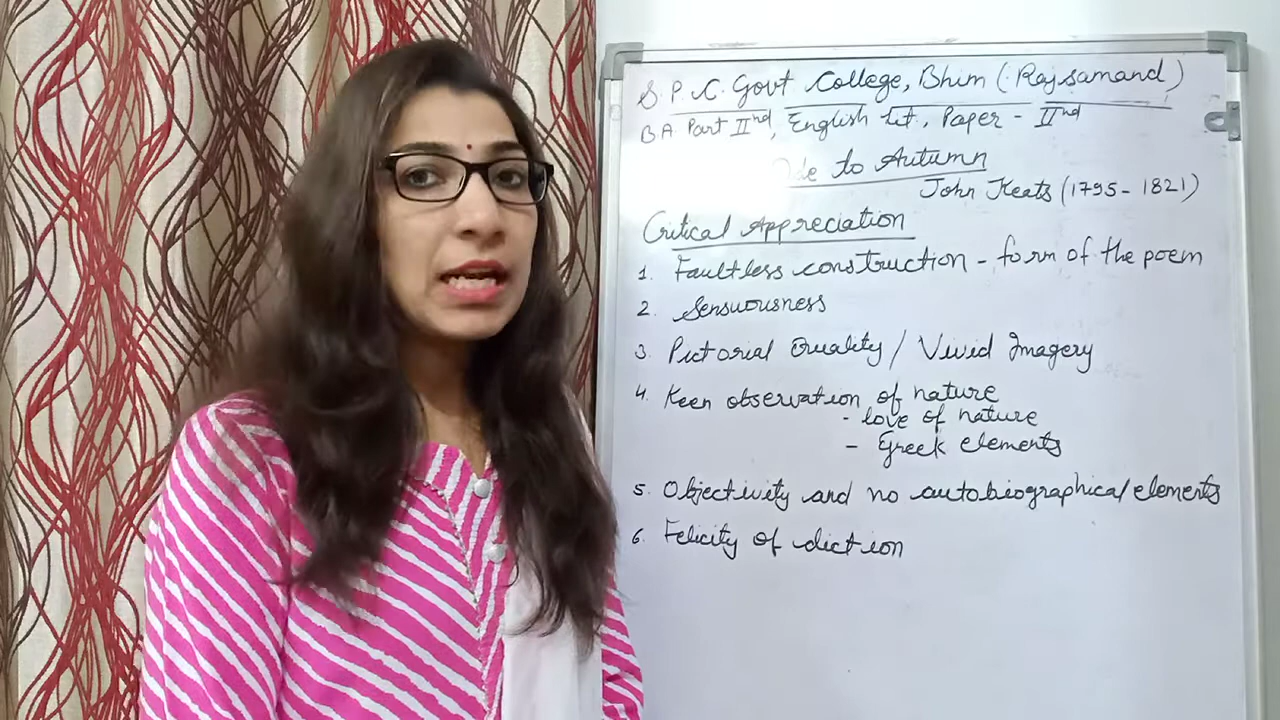 S. P. C. Govt College, Bhim (Rajsamand)
B A Part IInd, English Lit., Paper - IInd
Ode to Autumn
John Keats (1795 - 1821)
Critical Appreciation
1. Faultless construction - form of the poem
2. Sensuousness
3. Pictorial Quality / Vivid Imagery
4. Keen observation of nature
- love of nature
- Greek elements
5. Objectivity and no autobiographical elements
6. Felicity of diction